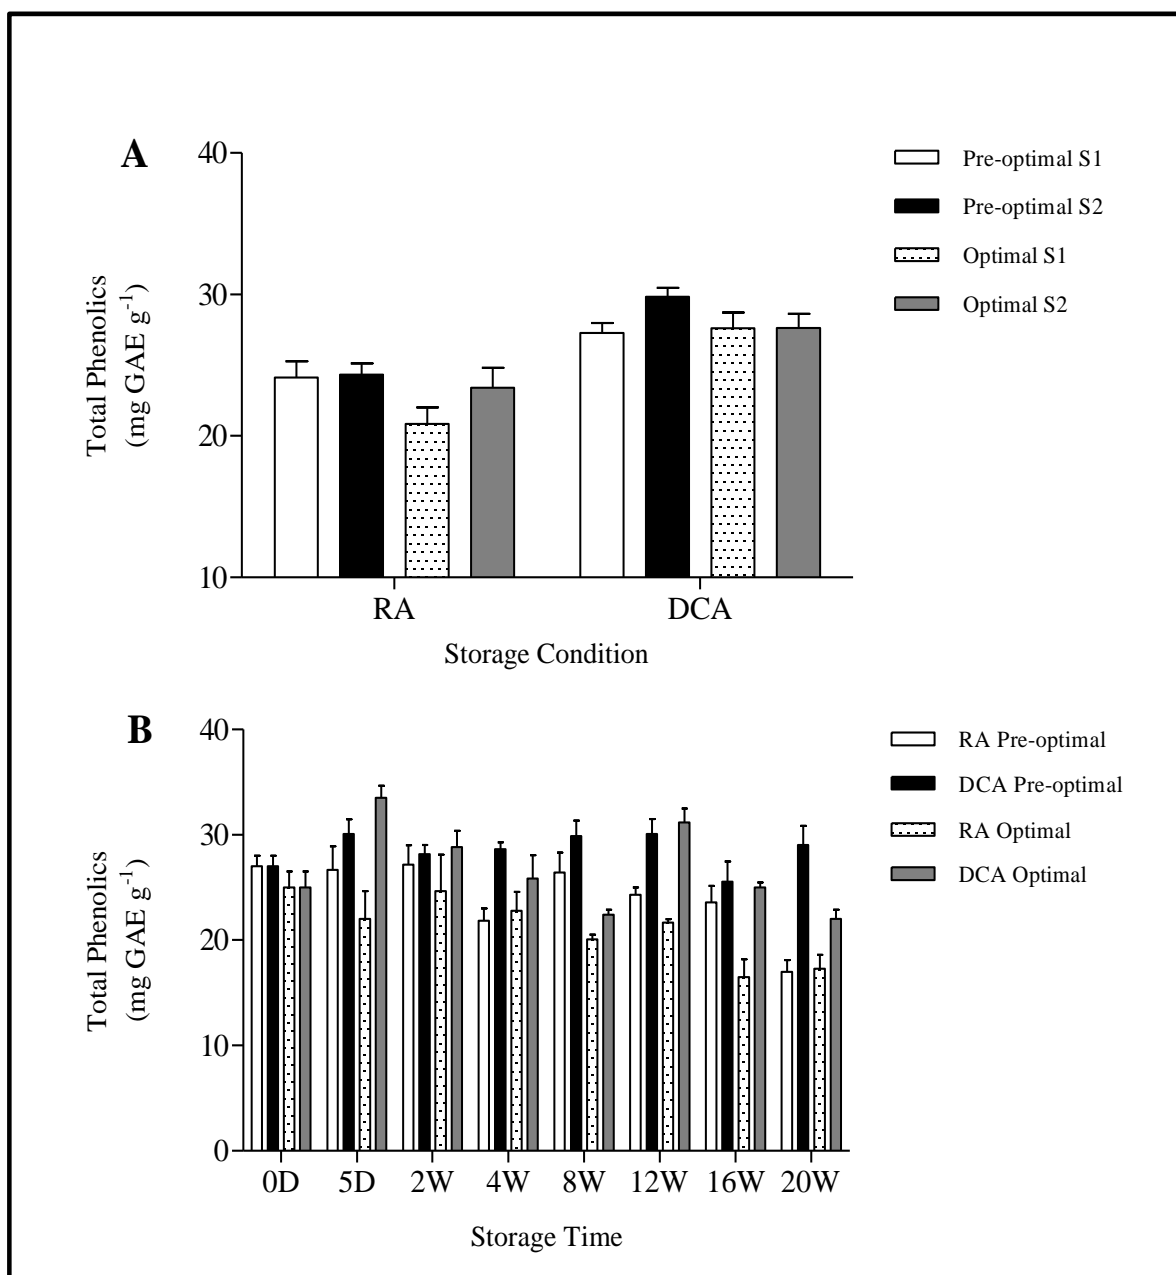 A
40
30
20
10
Total Phenolics
(mg GAE g-1)
RA
DCA
Storage Condition
Pre-optimal S1
Pre-optimal S2
Optimal S1
Optimal S2
B
40
30
20
10
0
Total Phenolics
(mg GAE g-1)
0D 5D 2W 4W 8W 12W 16W 20W
Storage Time
RA Pre-optimal
DCA Pre-optimal
RA Optimal
DCA Optimal